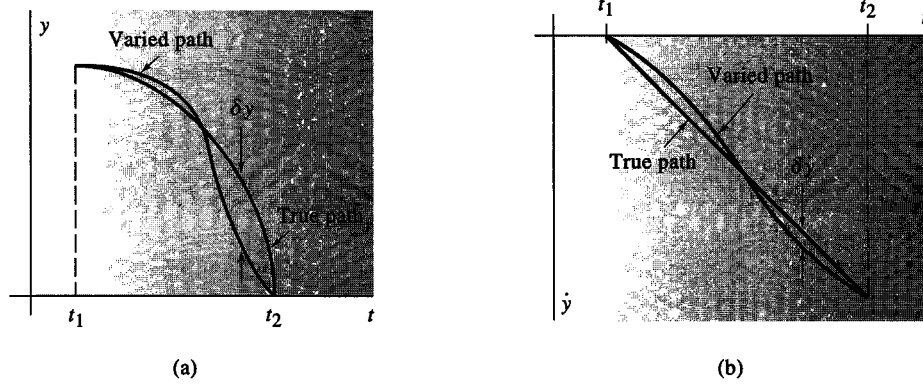 y
Varied path
δy
True path
t1
t2
t
(a)
t1
t2
t
Varied path
True path
δẏ
ẏ
(b)